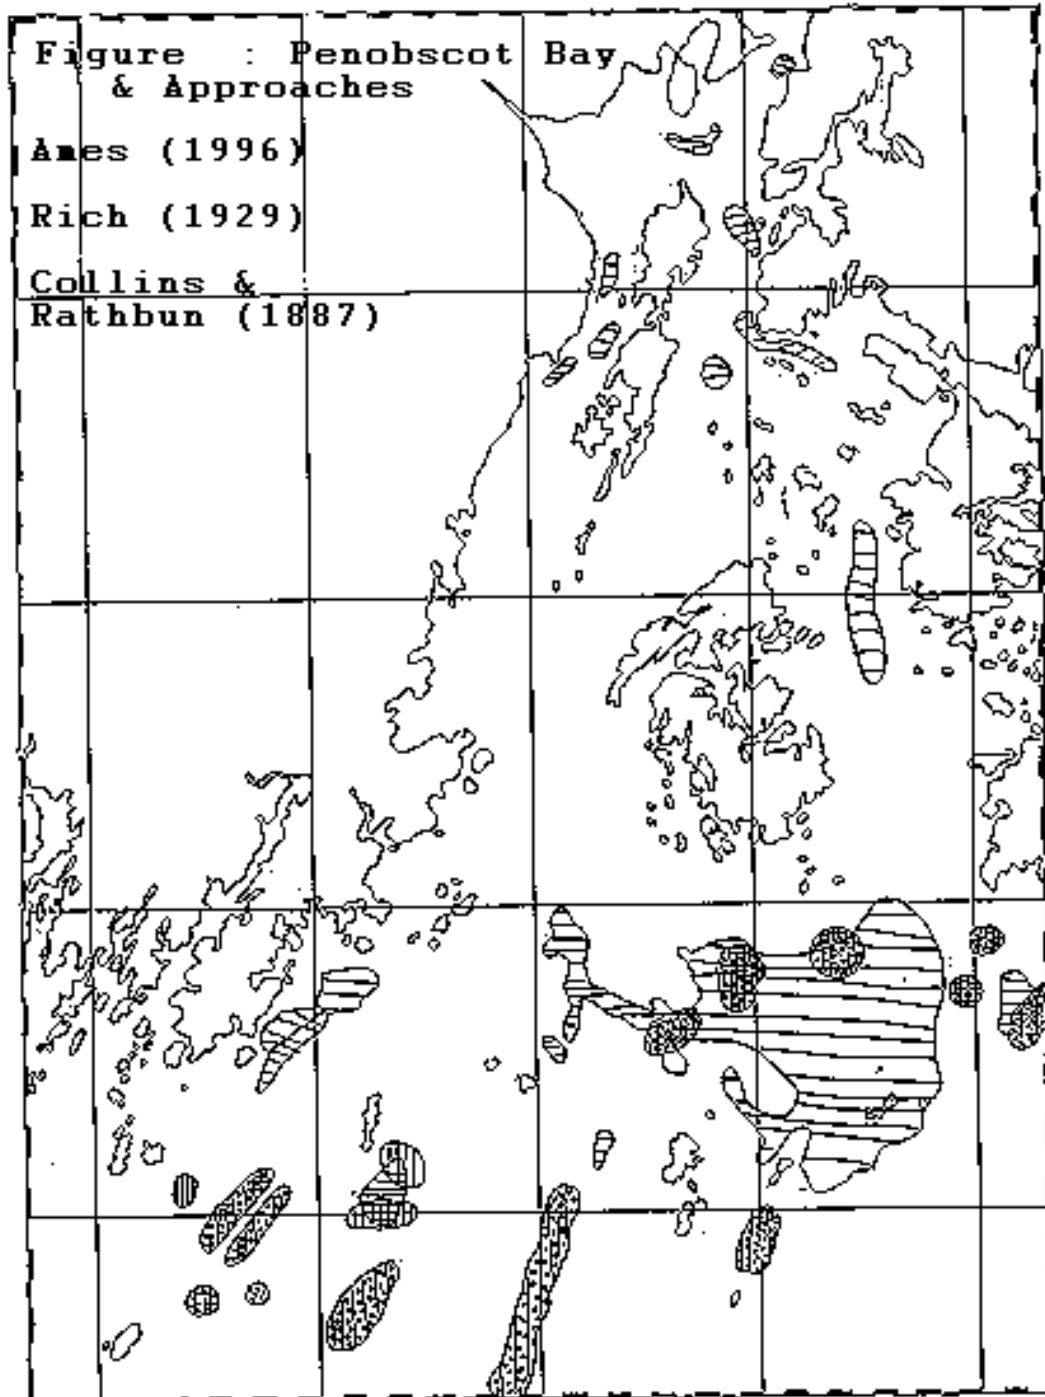 Figure : Penobscot Bay
& Approaches
Ames (1996)
Rich (1929)
Collins &
Rathbun (1887)